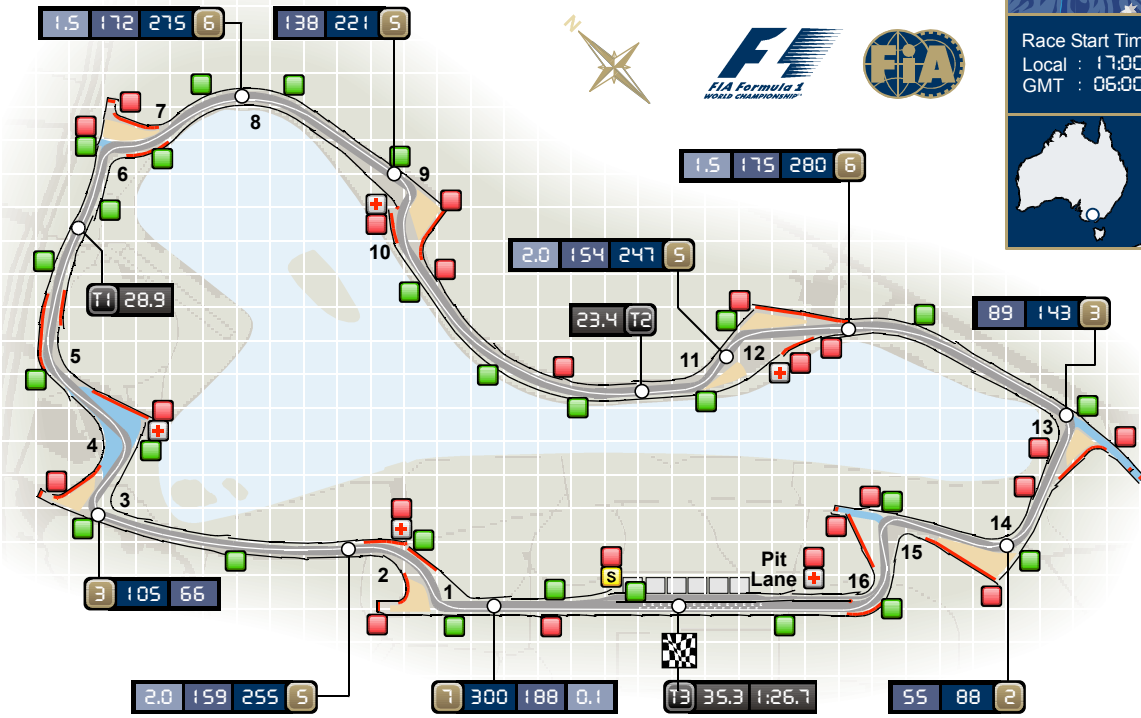 1.5 172 275 6
138 221 5
N
F1
FIA Formula 1
WORLD CHAMPIONSHIP
FIA
Race Start Tim
Local : 17:00
GMT : 06:00
7
8
9
6
1.5 175 280 6
10
2.0 154 247 5
T1 28.9
23.4 T2
89 143 3
5
11
12
13
4
3
14
15
2
1
S
Pit
Lane
16
3 105 66
2.0 159 255 5
7 300 188 0.1
T3 35.3 1:26.7
55 88 2